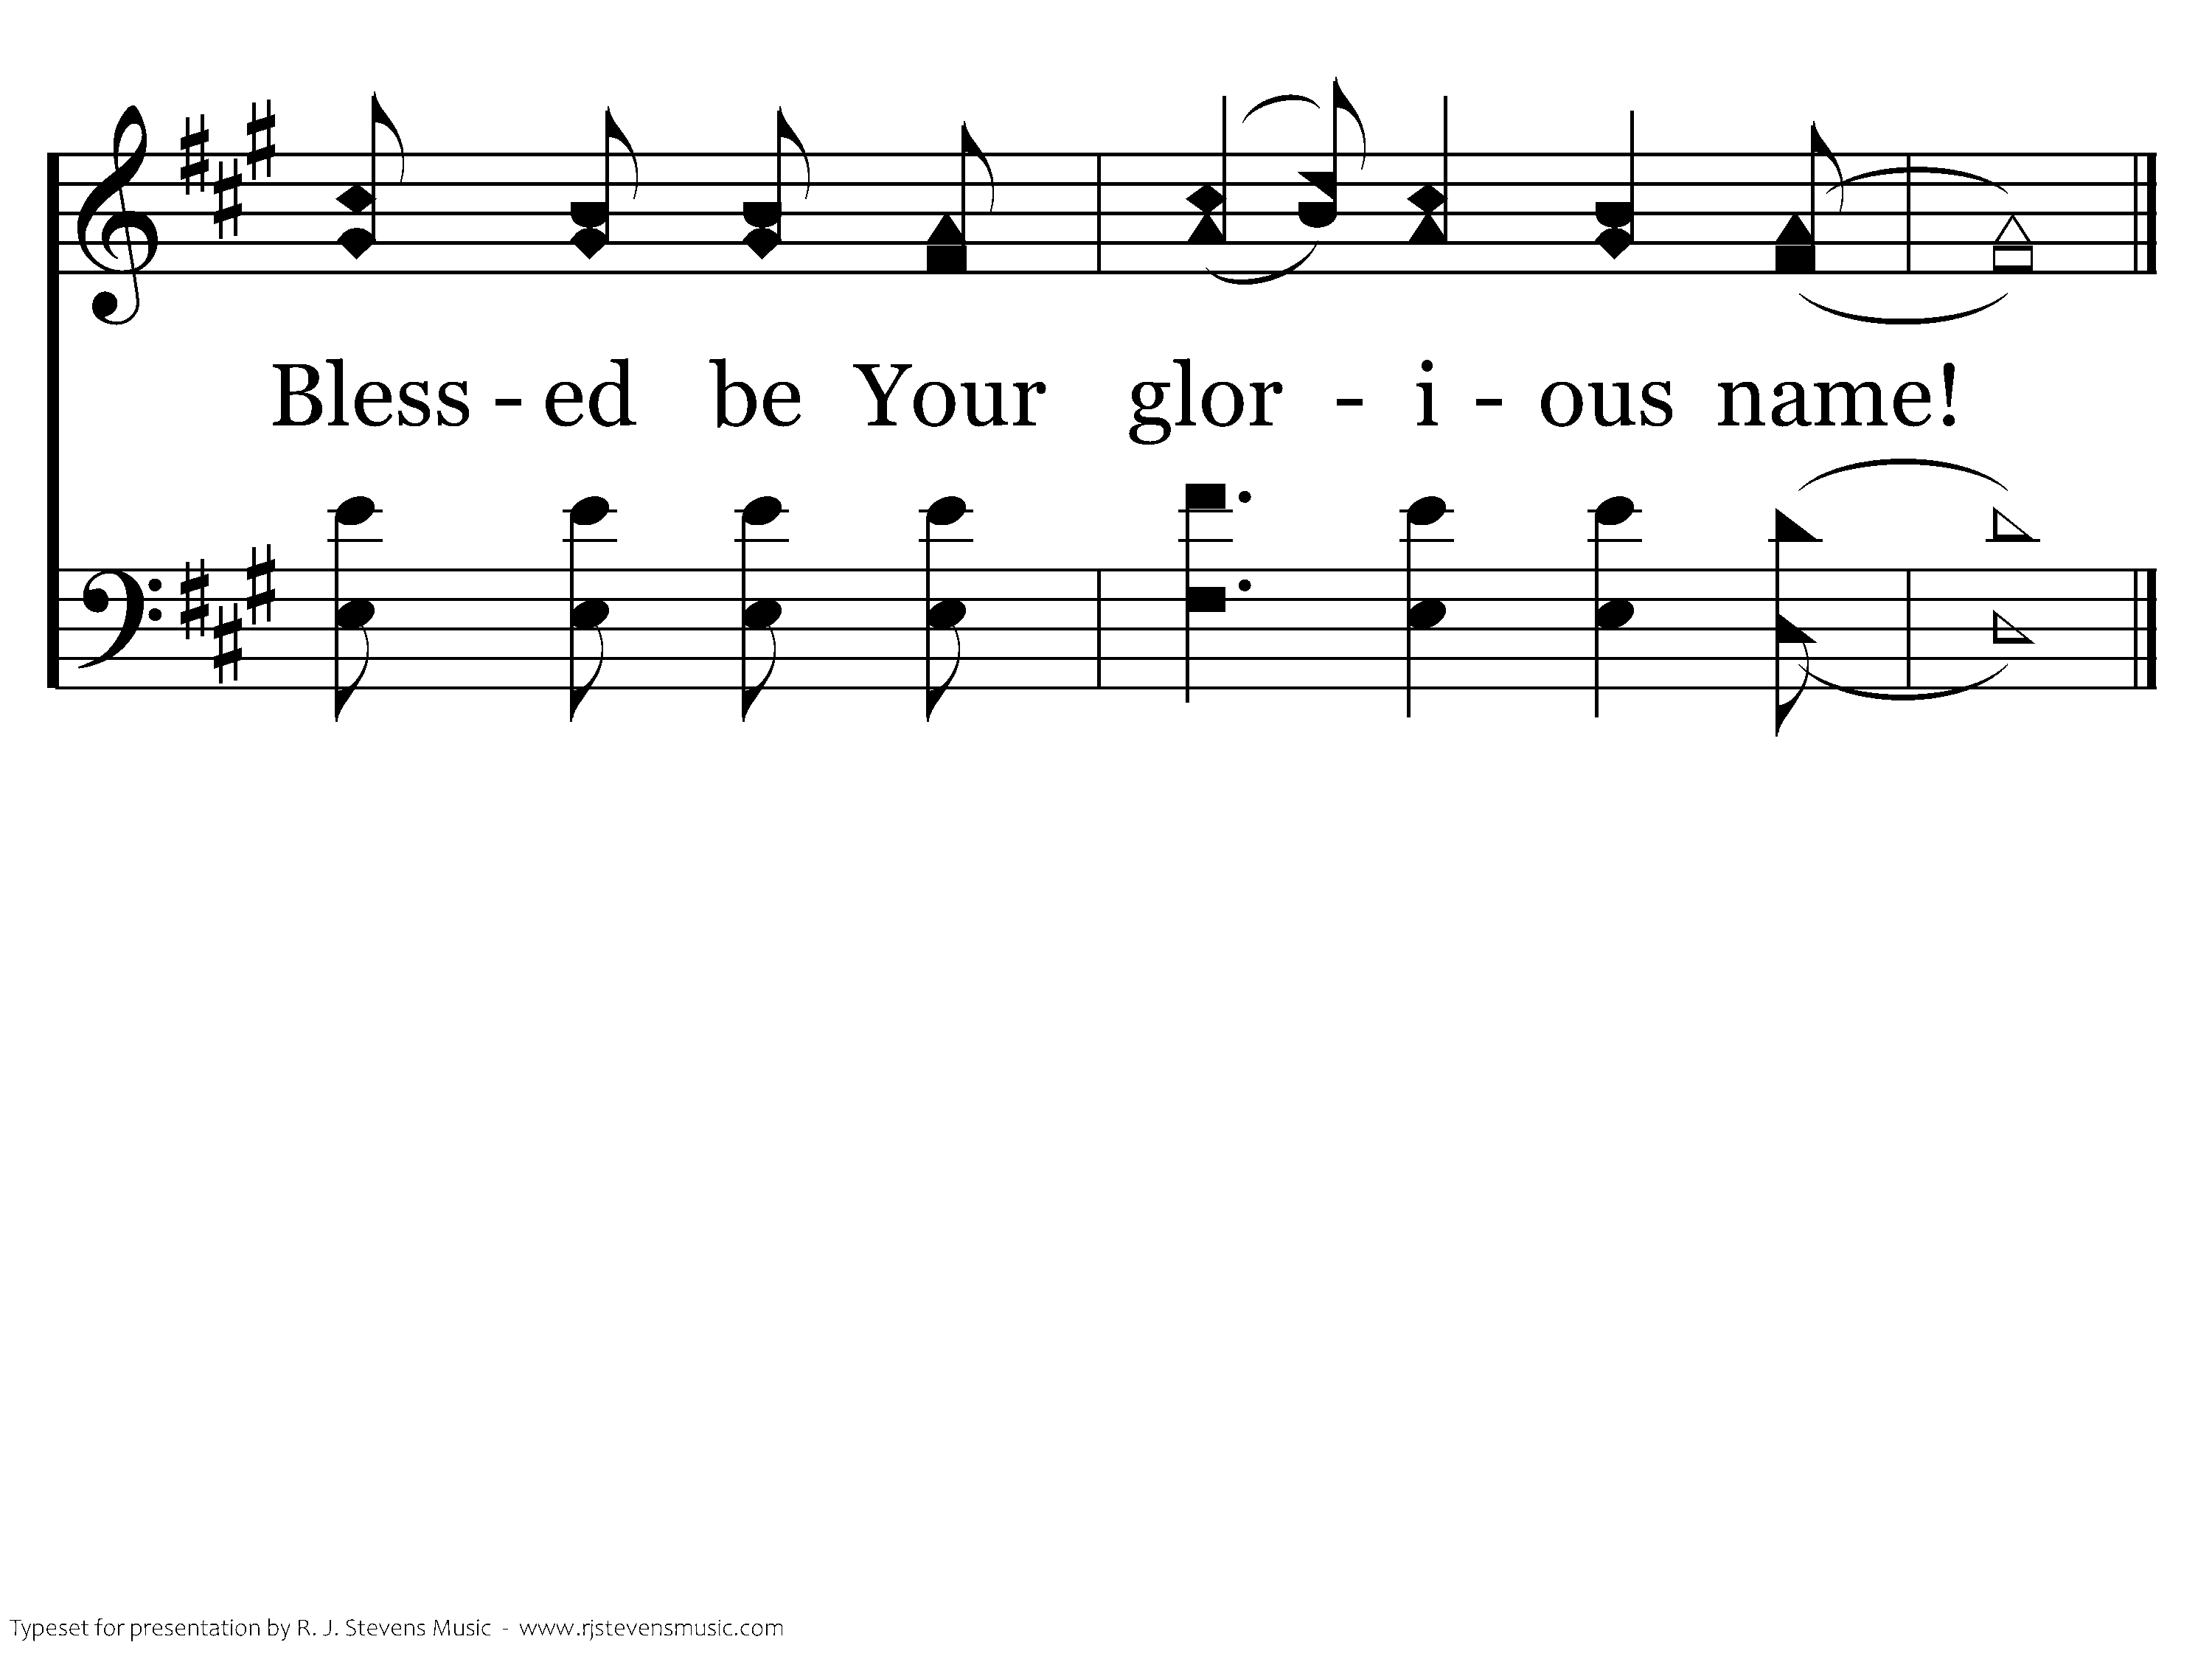 Bless - ed be Your glor - i - ous name!
Typeset for presentation by R. J. Stevens Music - www.rjstevensmusic.com